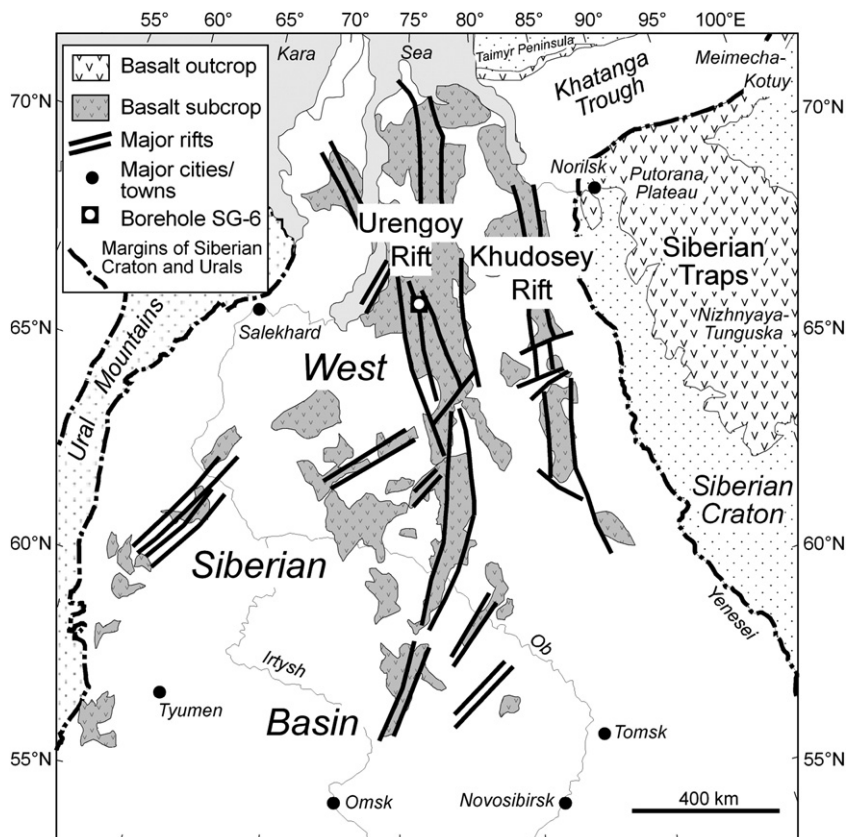 55°
60°
65°
70°
75°
80°
85°
90°
95°
100°E
Kara
Sea
Taimyr Peninsula
Meimecha-
Kotuy
Khatanga
Trough
Basalt outcrop
Basalt subcrop
Major rifts
Major cities/
towns
Borehole SG-6
Margins of Siberian
Craton and Urals
70°N
70°N
Norilsk
Putorana
Plateau
Urengoy
Rift
Khudosey
Rift
Siberian
Traps
Nizhnyaya-
Tunguska
65°N
65°N
Salekhard
West
Ural Mountains
Siberian
Craton
60°N
60°N
Siberian
Yenesei
Ob
Irtysh
Tyumen
Basin
Tomsk
55°N
55°N
Omsk
Novosibirsk
400 km